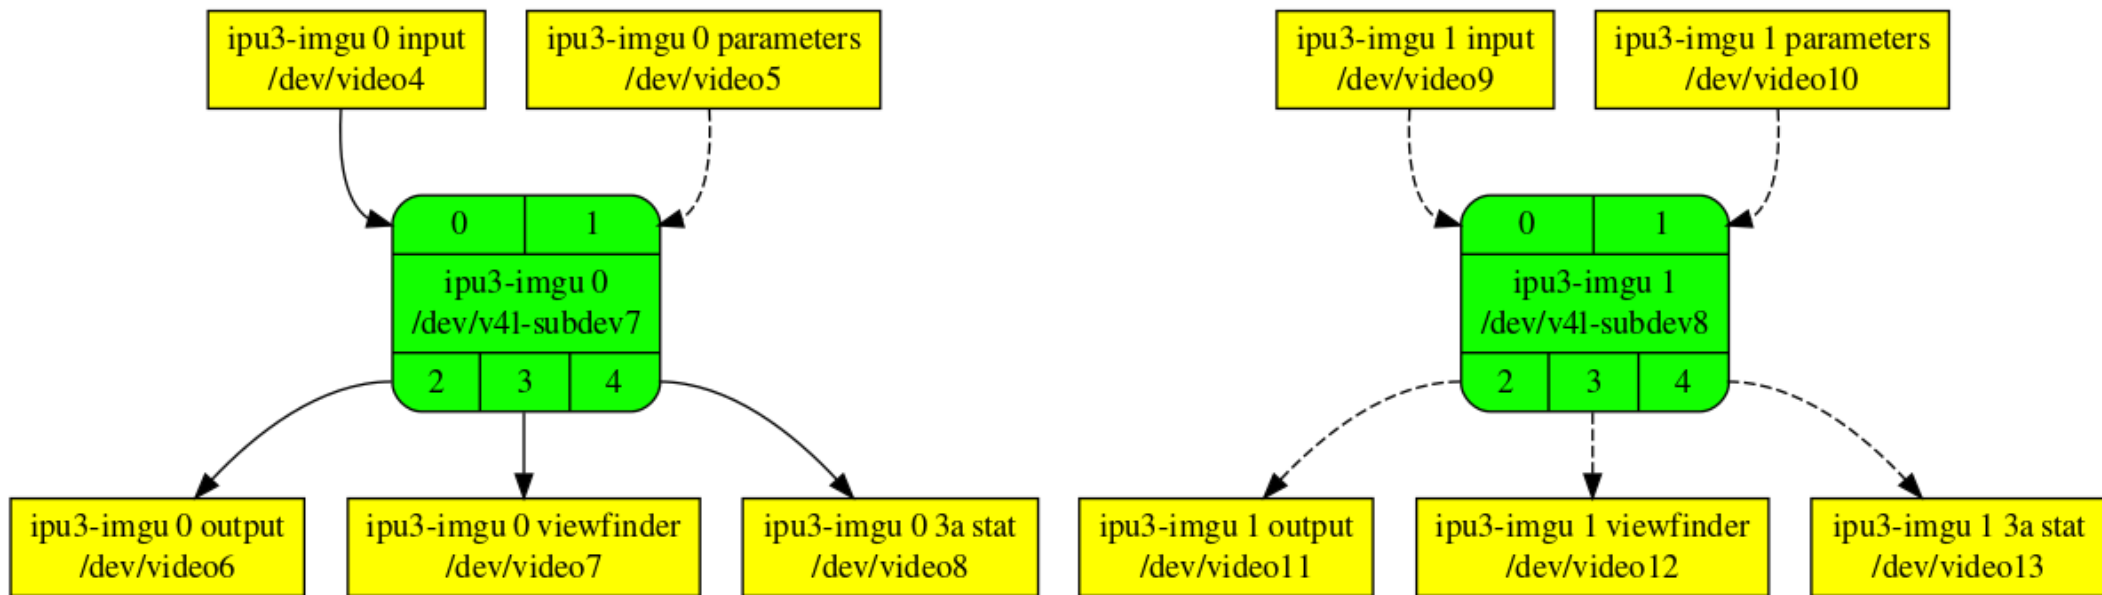 ipu3-imgu 0 input
/dev/video4
ipu3-imgu 0 parameters
/dev/video5
ipu3-imgu 1 input
/dev/video9
ipu3-imgu 1 parameters
/dev/video10
0
1
ipu3-imgu 0
/dev/v4l-subdev7
2
3
4
0
1
ipu3-imgu 1
/dev/v4l-subdev8
2
3
4
ipu3-imgu 0 output
/dev/video6
ipu3-imgu 0 viewfinder
/dev/video7
ipu3-imgu 0 3a stat
/dev/video8
ipu3-imgu 1 output
/dev/video11
ipu3-imgu 1 viewfinder
/dev/video12
ipu3-imgu 1 3a stat
/dev/video13